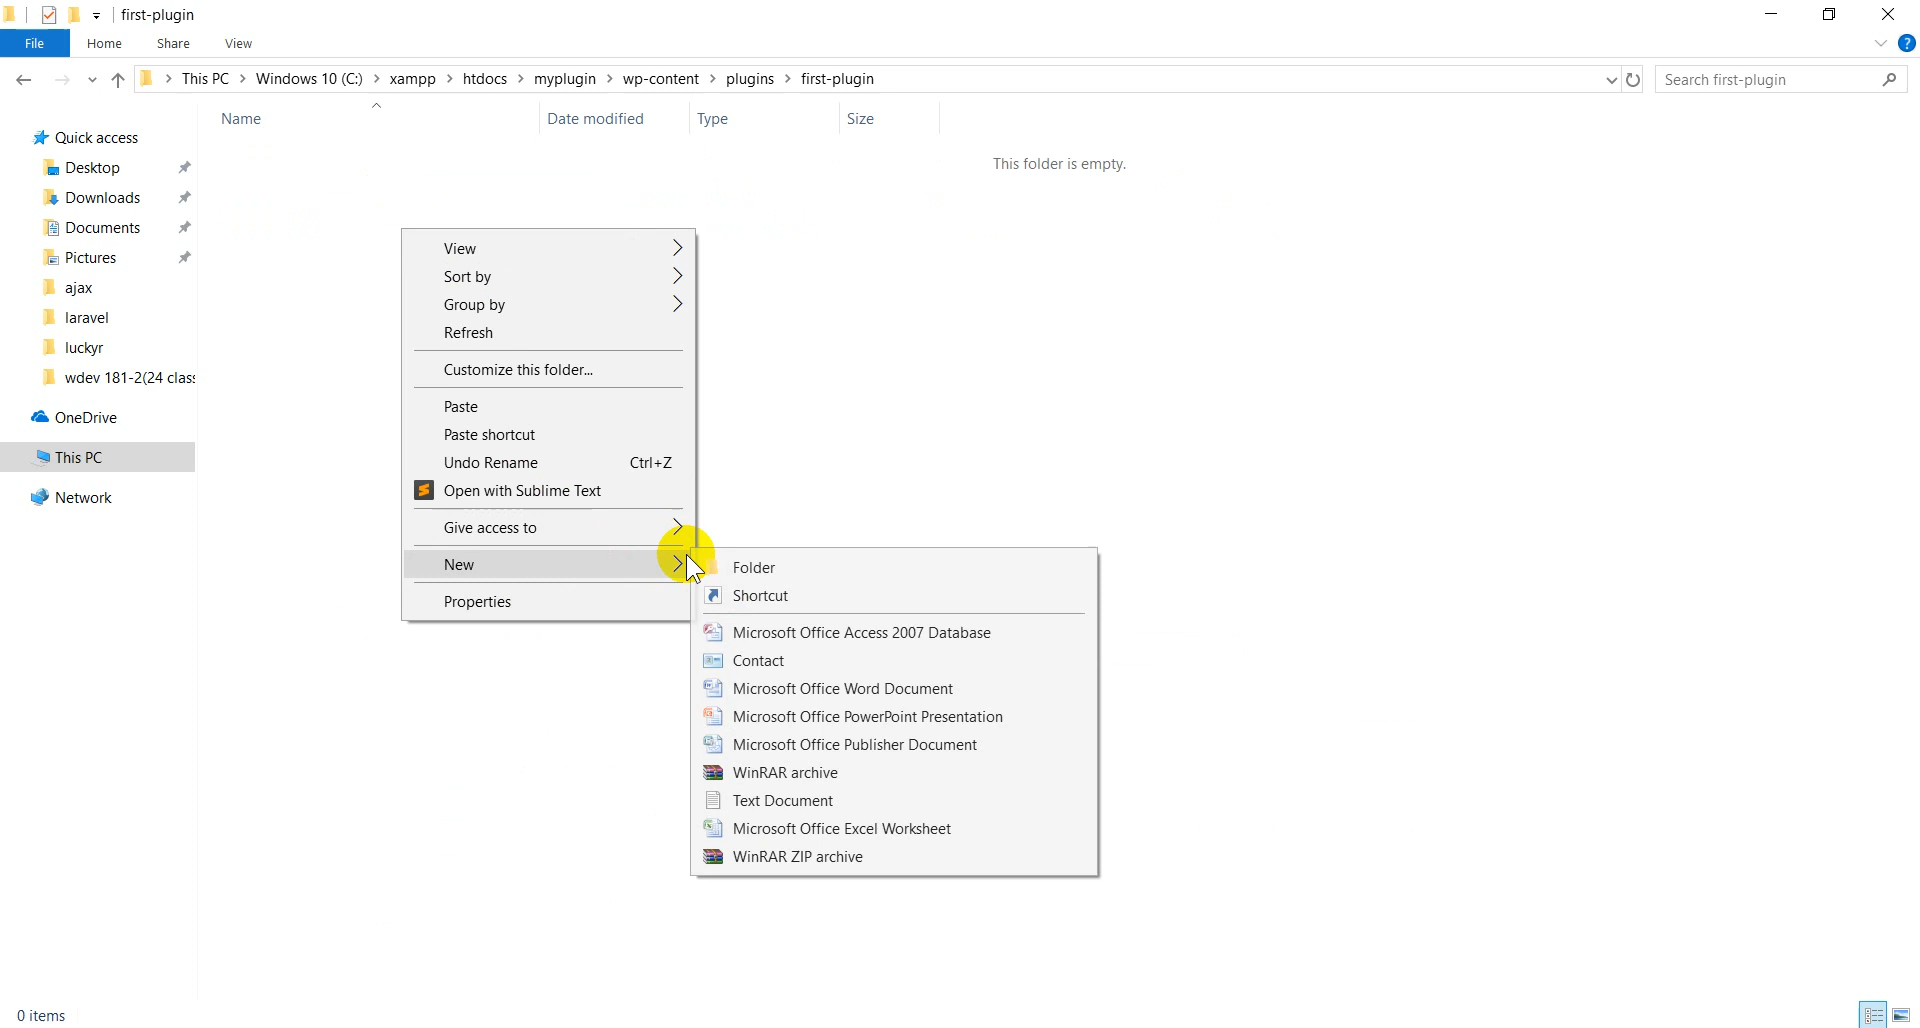 first-plugin
File Home Share View
This PC Windows 10 (C:) xampp htdocs myplugin wp-content plugins first-plugin Search first-plugin
Name Date modified Type Size
This folder is empty.
Quick access
Desktop
Downloads
Documents
Pictures
ajax
laravel
luckyr
wdev 181-2(24 clas
OneDrive
This PC
Network
View
Sort by
Group by
Refresh
Customize this folder...
Paste
Paste shortcut
Undo Rename Ctrl+Z
Open with Sublime Text
Give access to
New
Properties
Folder
Shortcut
Microsoft Office Access 2007 Database
Contact
Microsoft Office Word Document
Microsoft Office PowerPoint Presentation
Microsoft Office Publisher Document
WinRAR archive
Text Document
Microsoft Office Excel Worksheet
WinRAR ZIP archive
0 items